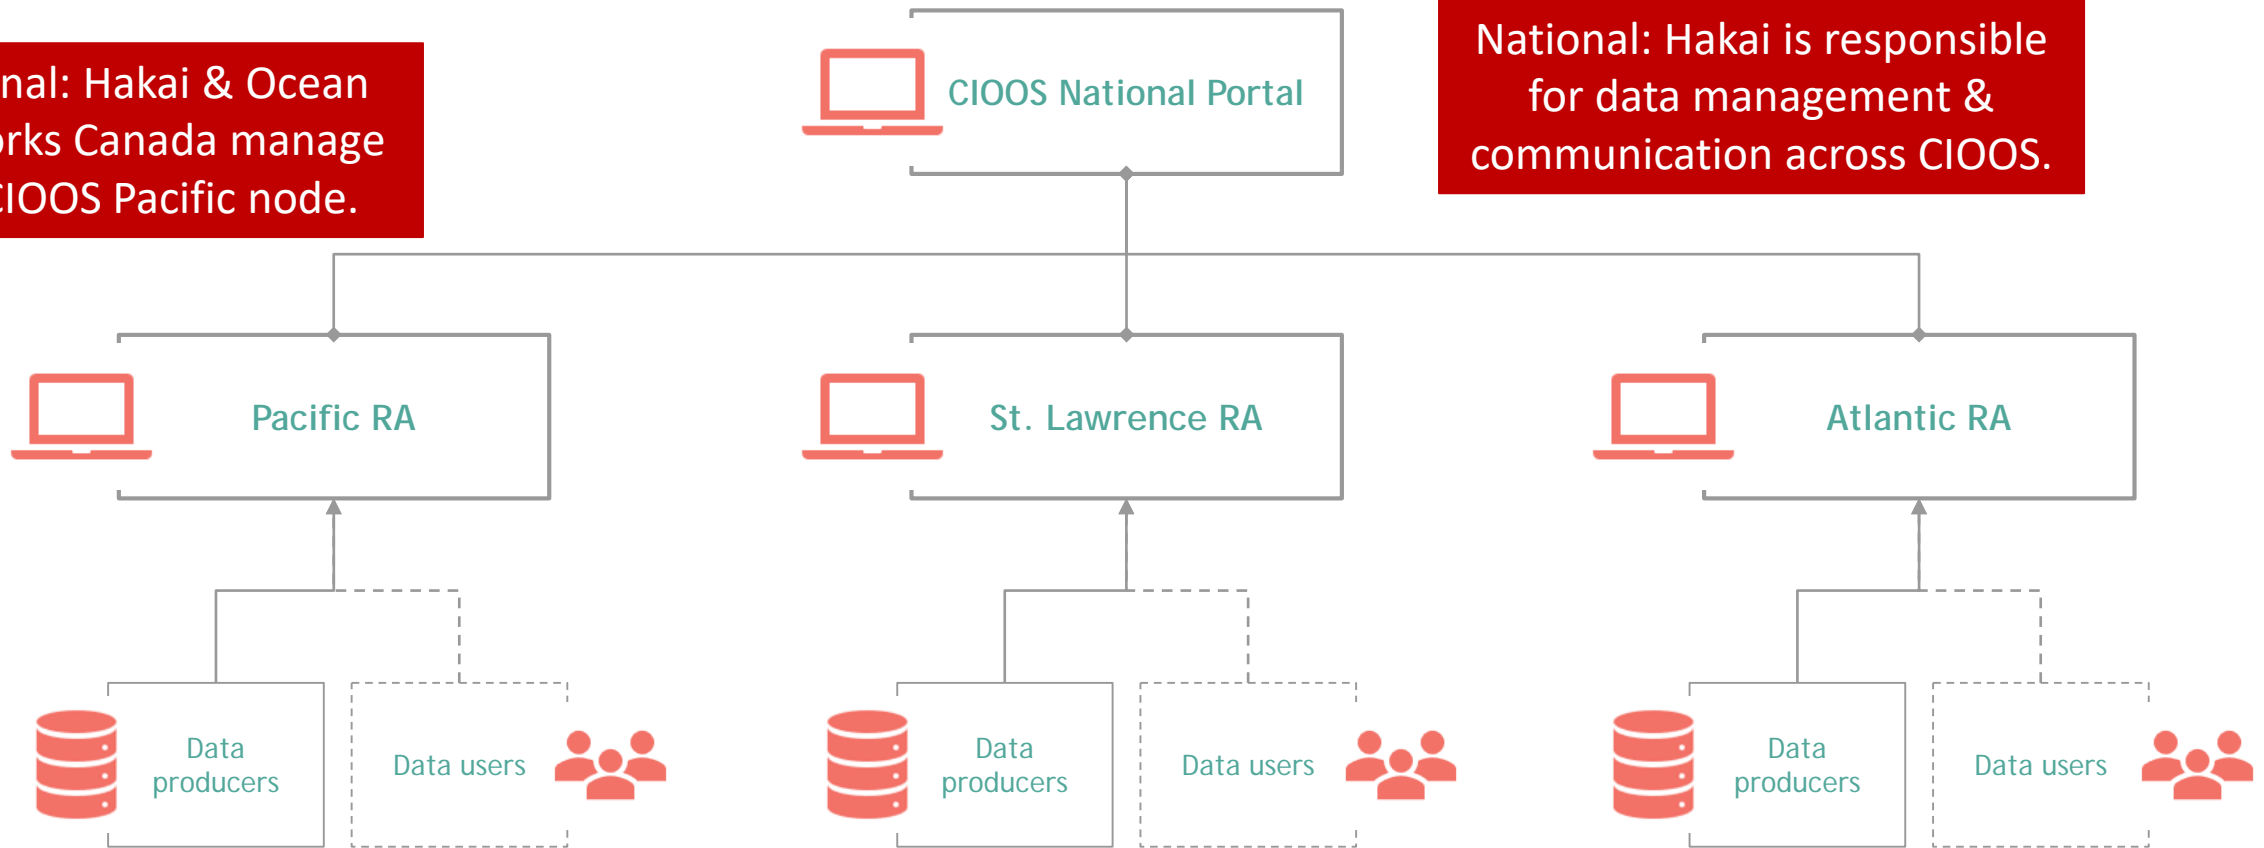 nal: Hakai & Ocean
orks Canada manage
CIOOS Pacific node.
CIOOS National Portal
National: Hakai is responsible
for data management &
communication across CIOOS.
Pacific RA
St. Lawrence RA
Atlantic RA
Data
producers
Data users
Data
producers
Data users
Data
producers
Data users